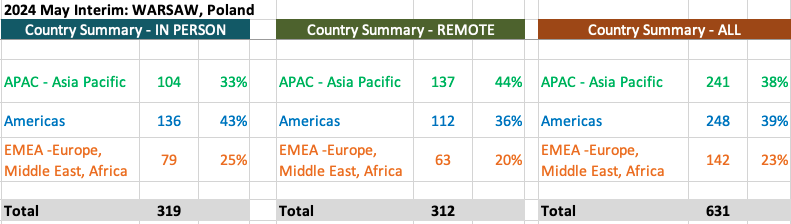 2024 May Interim: WARSAW, Poland
Country Summary - IN PERSON Country Summary - REMOTE Country Summary - ALL
APAC - Asia Pacific 104 33% APAC - Asia Pacific 137 44% APAC - Asia Pacific 241 38%
Americas 136 43% Americas 112 36% Americas 248 39%
EMEA -Europe, EMEA -Europe, EMEA -Europe,
Middle East, Africa 79 25% Middle East, Africa 63 20% Middle East, Africa 142 23%
Total 319 Total 312 Total 631